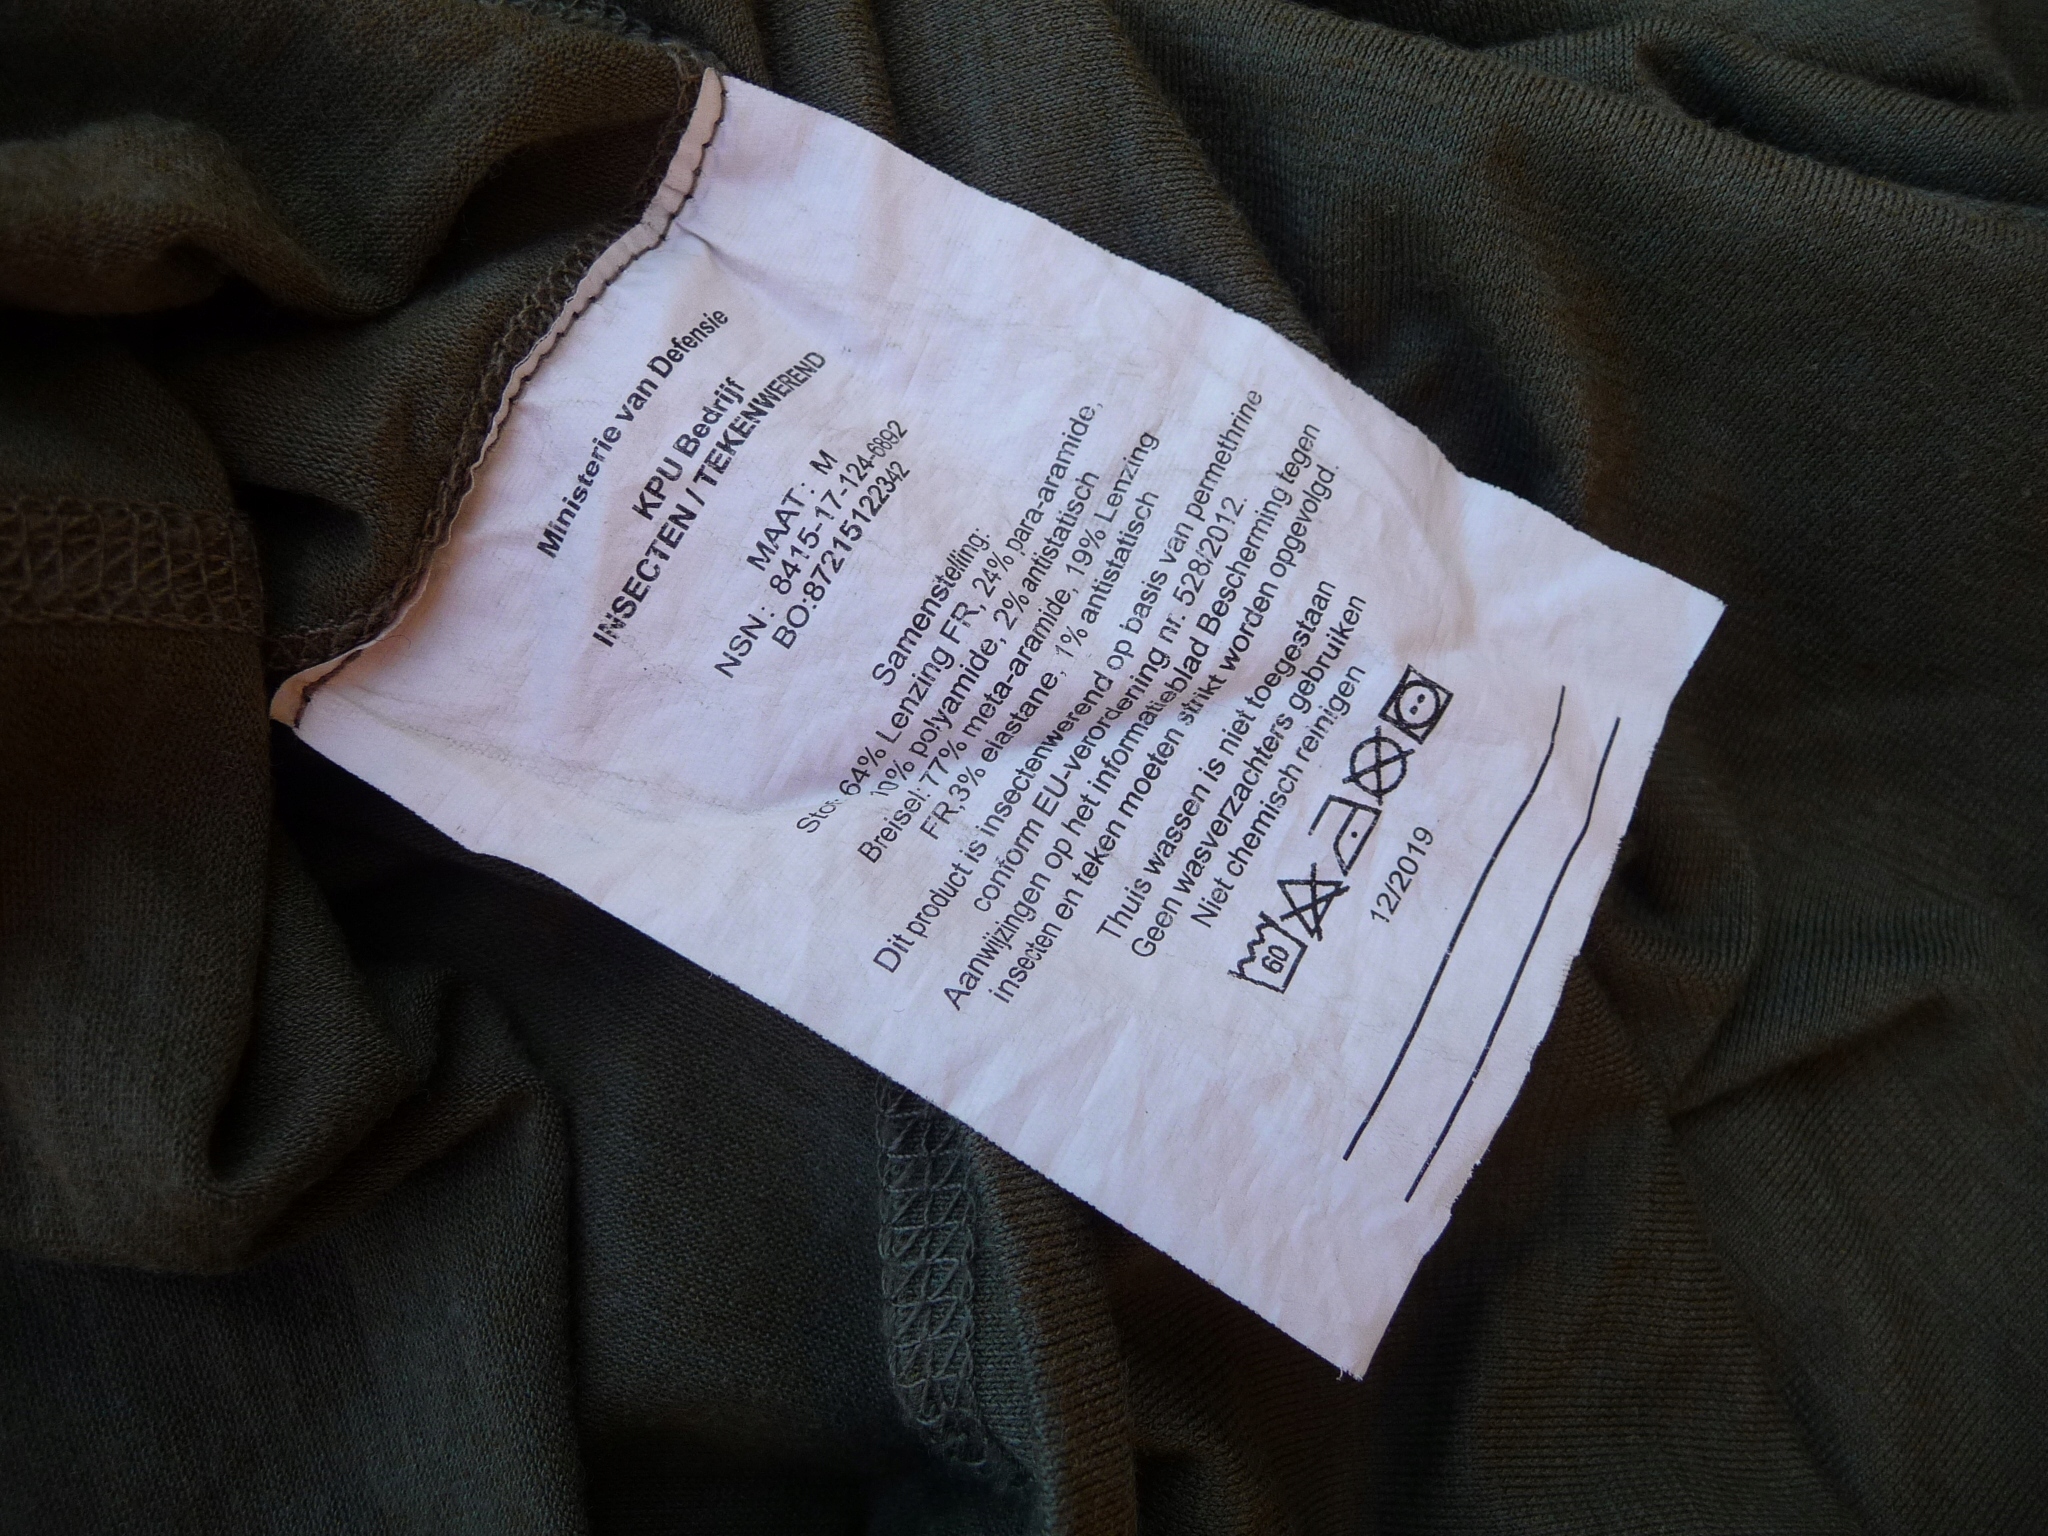 Ministerie van Defensie
KPU Bedrijf
INSECTEN / TEKENWEREND
MAAT: M
NSN: 8415-17-124-6892
BO:8721515122342
Samenstelling:
64% Lenzing FR, 24% para-aramide,
10% polyamide, 2% antistatisch
Breisel: 77% meta-aramide, 19% Lenzing
FR,3% elastane, 1% antistatisch
Dit product is insectenwerend op basis van permethrine
conform EU-verordening nr. 528/2012.
Aanwijzingen op het informatieblad Bescherming tegen
insecten en teken moeten strikt worden opgevolgd.
Thuis wassen is niet toegestaan
Geen wasverzachters gebruiken
Niet chemisch reinigen
60
12/2019